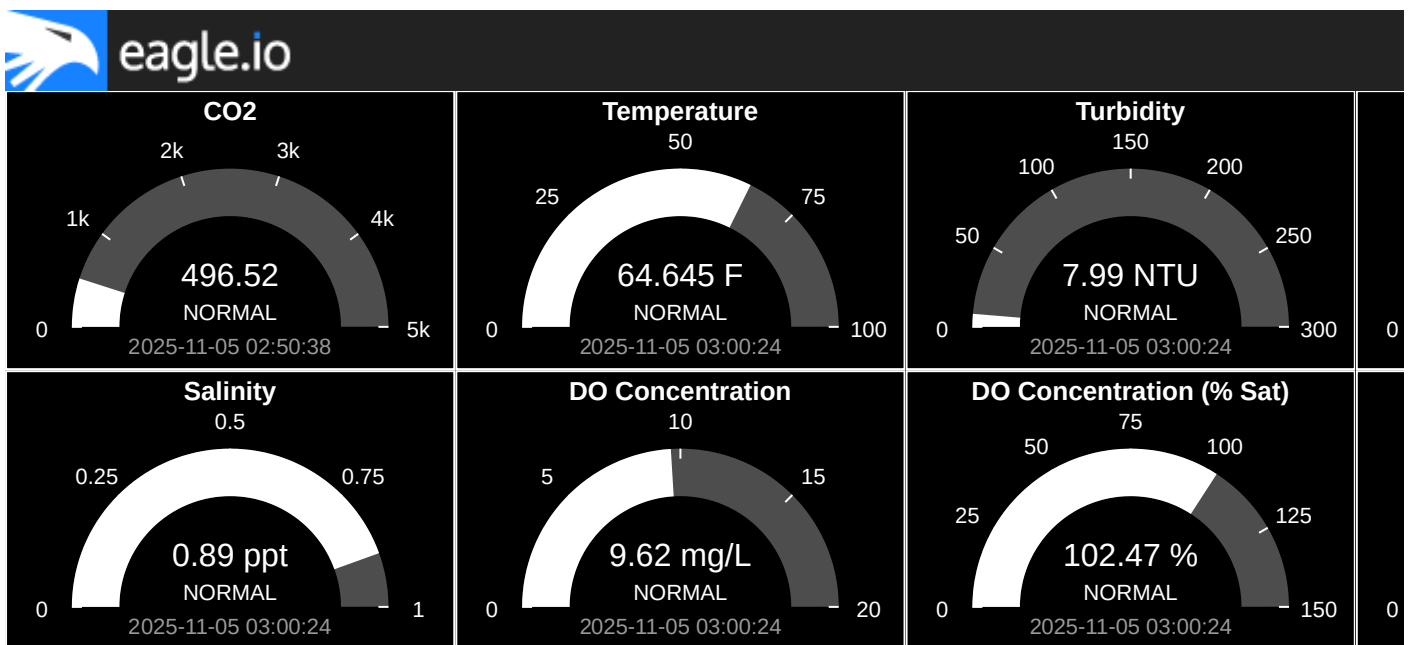 eagle.io
CO2
2k
3k
1k
4k
0
5k
496.52
NORMAL
2025-11-05 02:50:38
Temperature
50
25
75
0
100
64.645 F
NORMAL
2025-11-05 03:00:24
Turbidity
150
100
200
50
250
0
300
7.99 NTU
NORMAL
2025-11-05 03:00:24
0
Salinity
0.5
0.25
0.75
0
1
0.89 ppt
NORMAL
2025-11-05 03:00:24
DO Concentration
10
5
15
0
20
9.62 mg/L
NORMAL
2025-11-05 03:00:24
DO Concentration (% Sat)
75
50
100
25
125
0
150
102.47 %
NORMAL
2025-11-05 03:00:24
0